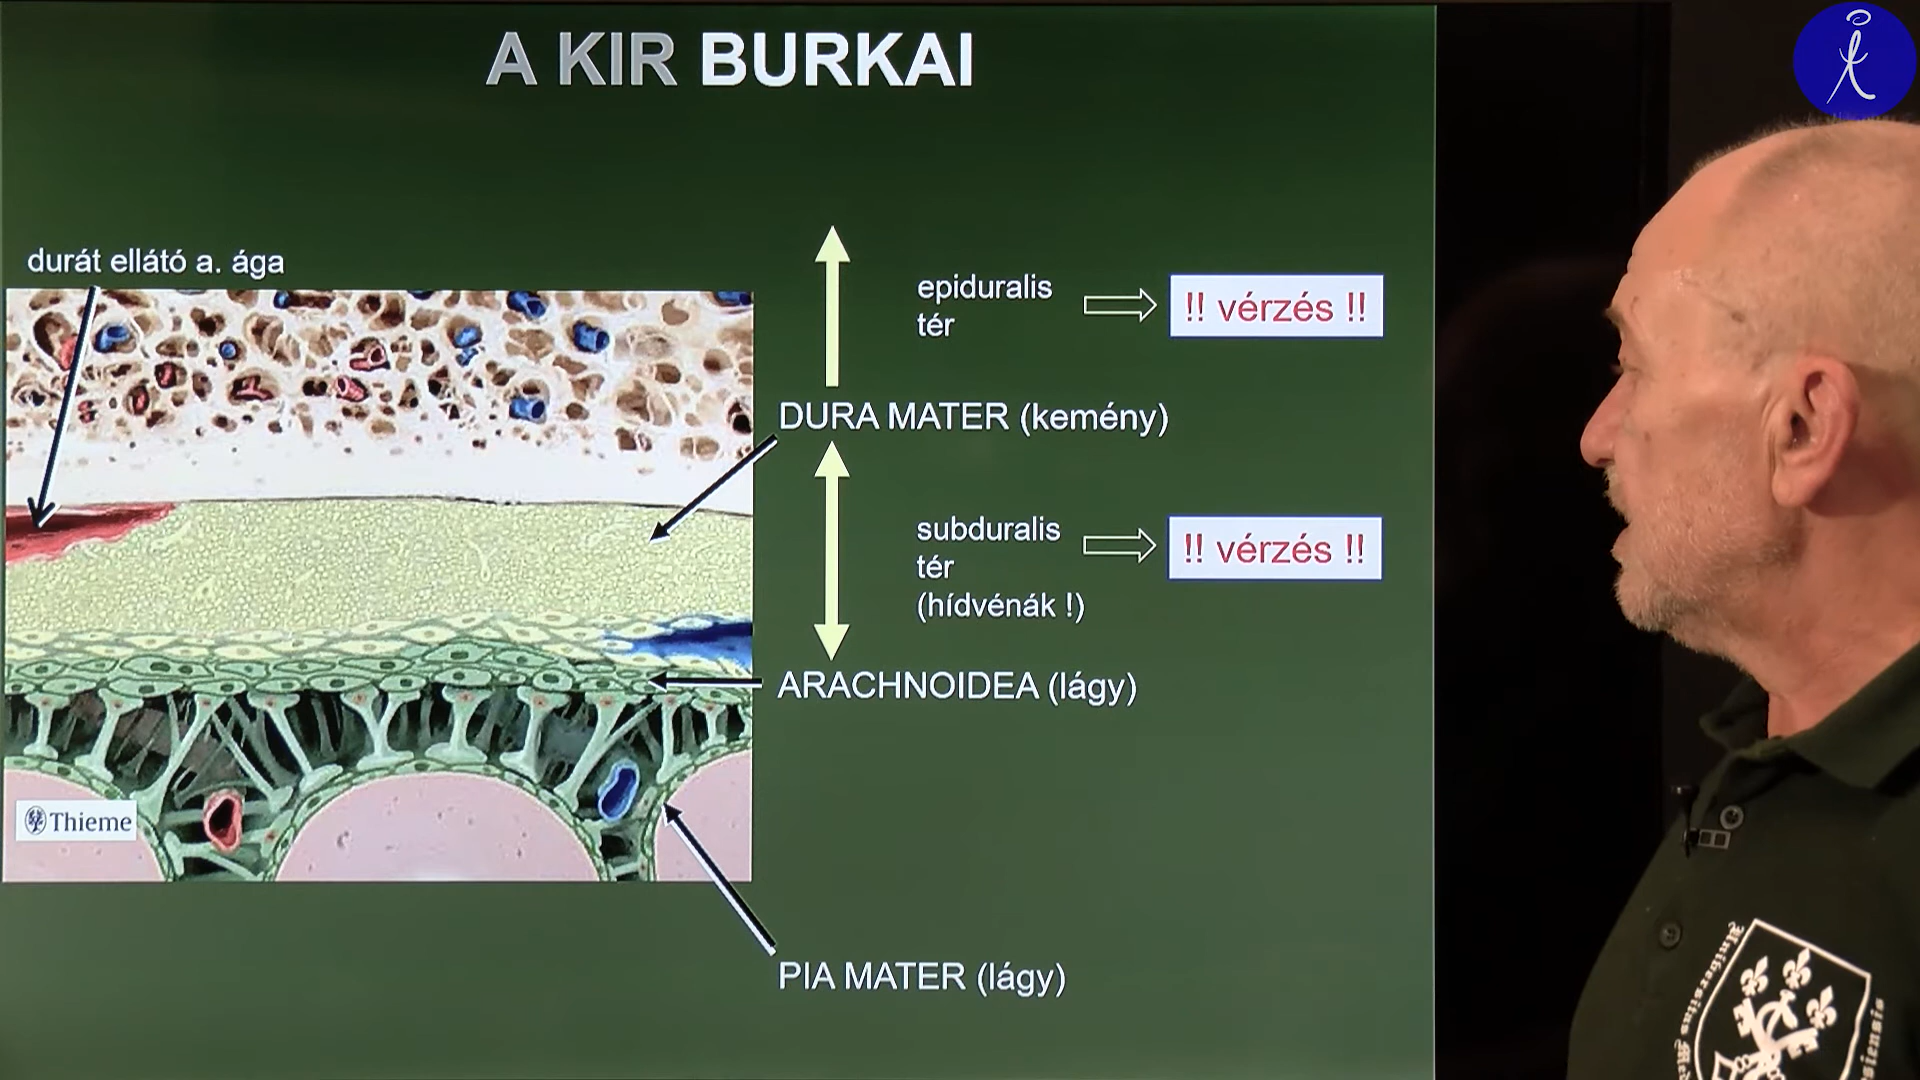 A KIR BURKAI
durát ellátó a. ága
epiduralis
tér
!! vérzés !!
DURA MATER (kemény)
subduralis
tér
(hídvénák !)
!! vérzés !!
ARACHNOIDEA (lágy)
Thieme
PIA MATER (lágy)